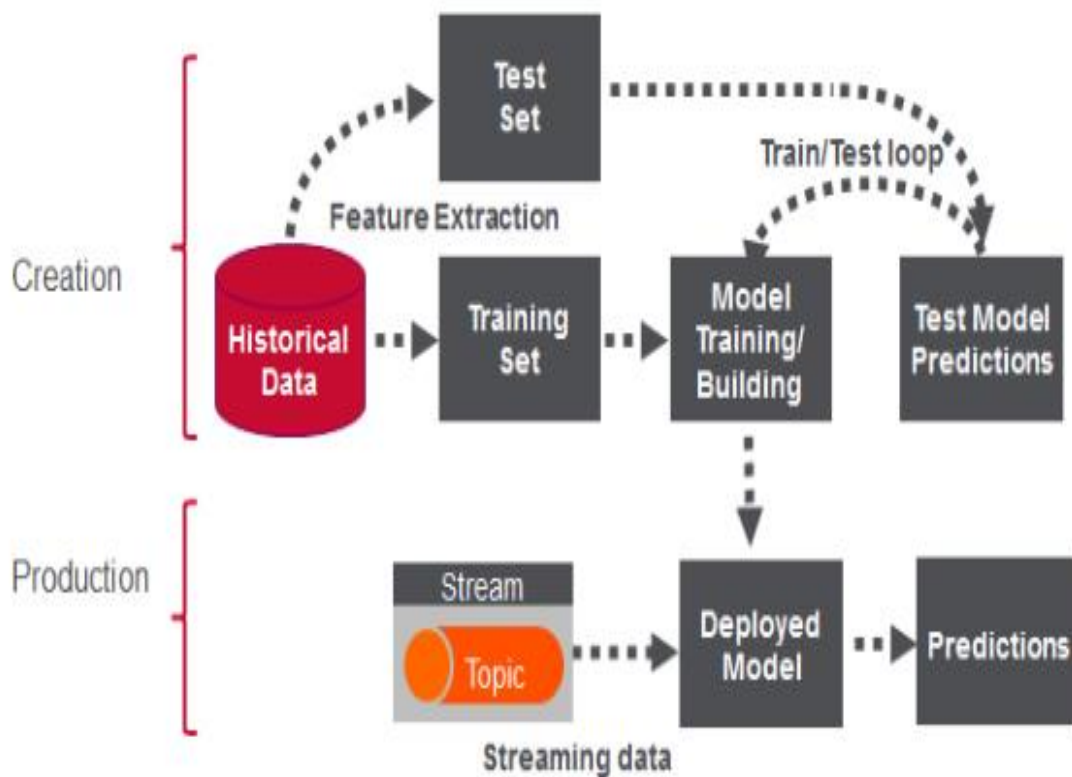 Test
Set
Train/Test loop
Feature Extraction
Creation
Historical
Data
Training
Set
Model
Training/
Building
Test Model
Predictions
Production
Stream
Topic
Deployed
Model
Predictions
Streaming data